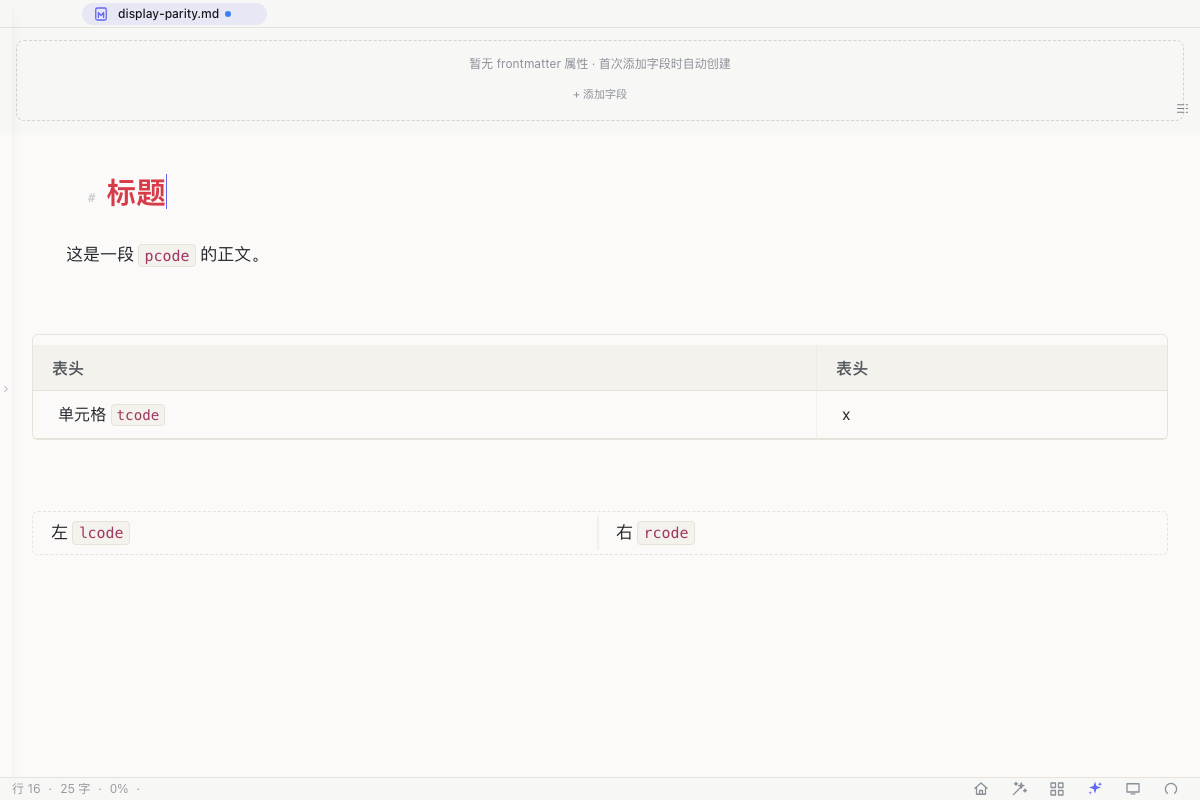 display-parity.md
暂无 frontmatter 属性 · 首次添加字段时自动创建
+ 添加字段
# 标题
这是一段 pcode 的正文。
表头 表头
单元格 tcode x
左 lcode 右 rcode
行 16 · 25 字 · 0% ·